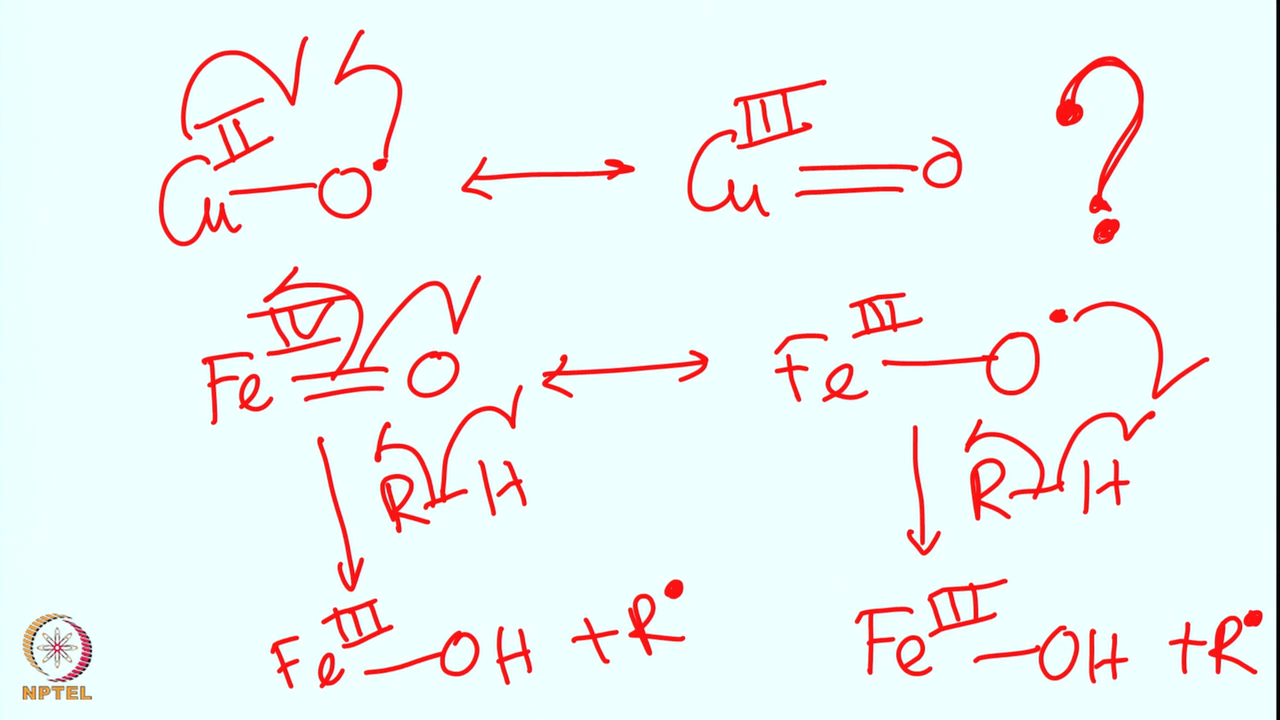 Cu^II—O• ↔ Cu^III=O ?
Fe^IV=O ↔ Fe^III—O•
R—H R—H
Fe^III—OH + R• Fe^III—OH + R•
NPTEL